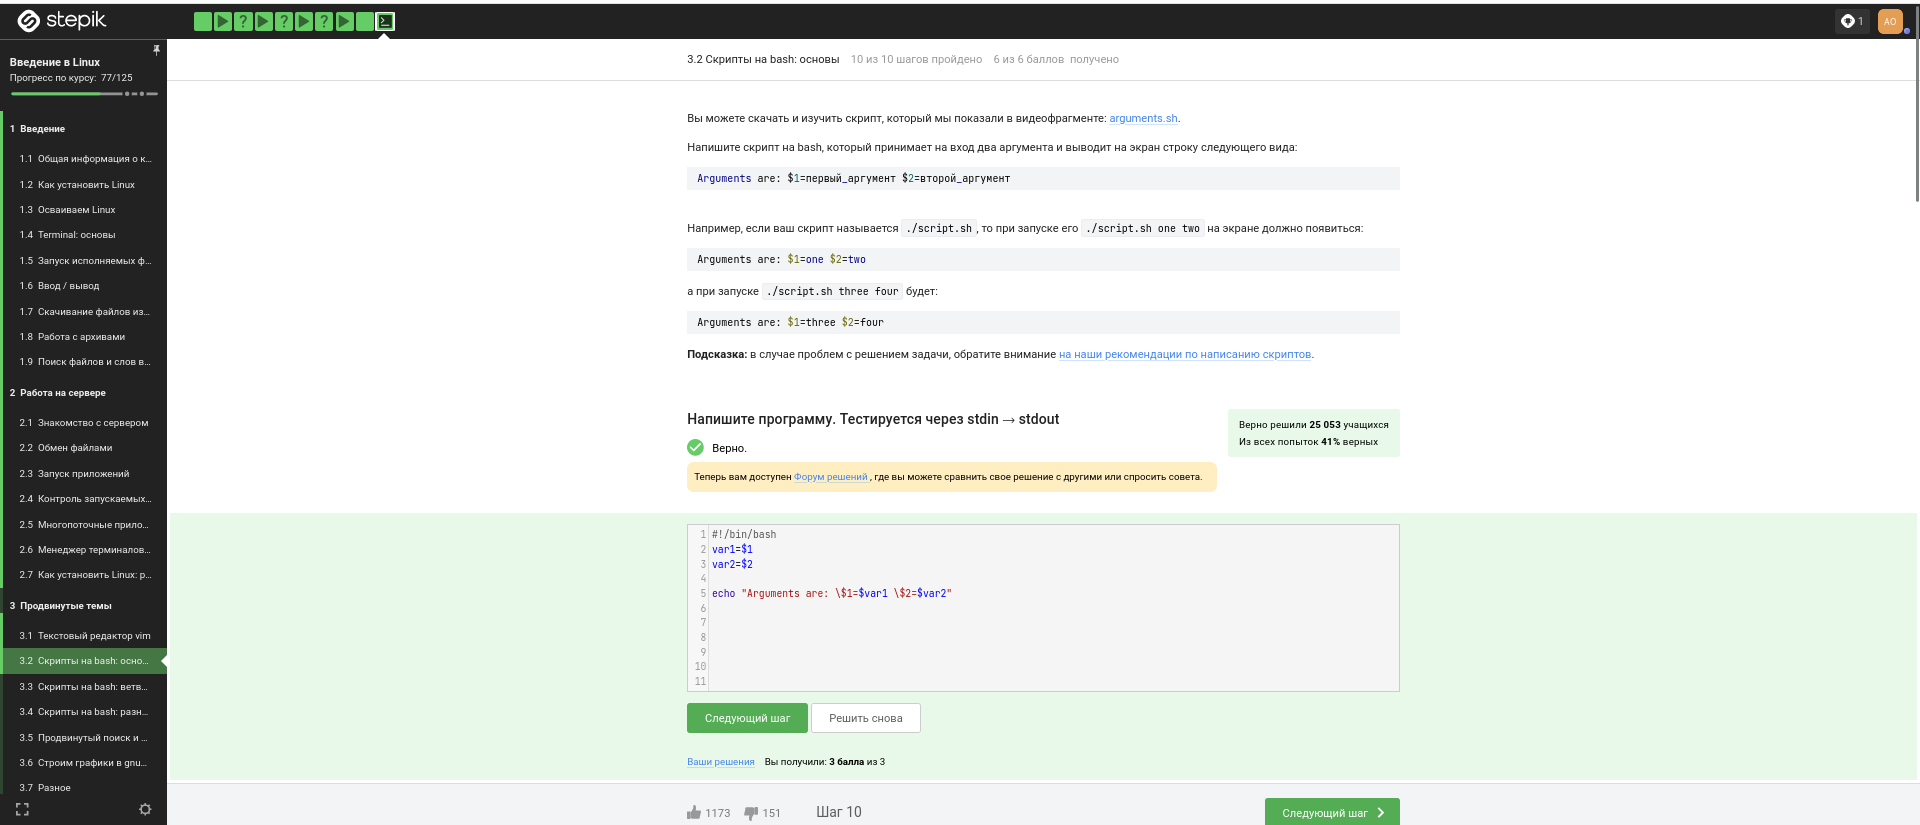 stepik
? ? ?
1
AO
Введение в Linux
Прогресс по курсу: 77/125
1 Введение
1.1 Общая информация о к...
1.2 Как установить Linux
1.3 Осваиваем Linux
1.4 Terminal: основы
1.5 Запуск исполняемых ф...
1.6 Ввод / вывод
1.7 Скачивание файлов из...
1.8 Работа с архивами
1.9 Поиск файлов и слов в...
2 Работа на сервере
2.1 Знакомство с сервером
2.2 Обмен файлами
2.3 Запуск приложений
2.4 Контроль запускаемых...
2.5 Многопоточные прило...
2.6 Менеджер терминалов...
2.7 Как установить Linux: р...
3 Продвинутые темы
3.1 Текстовый редактор vim
3.2 Скрипты на bash: осно...
3.3 Скрипты на bash: ветв...
3.4 Скрипты на bash: разн...
3.5 Продвинутый поиск и ...
3.6 Строим графики в gnu...
3.7 Разное
3.2 Скрипты на bash: основы 10 из 10 шагов пройдено 6 из 6 баллов получено
Вы можете скачать и изучить скрипт, который мы показали в видеофрагменте: arguments.sh.
Напишите скрипт на bash, который принимает на вход два аргумента и выводит на экран строку следующего вида:
Arguments are: $1=первый_аргумент $2=второй_аргумент
Например, если ваш скрипт называется ./script.sh , то при запуске его ./script.sh one two на экране должно появиться:
Arguments are: $1=one $2=two
а при запуске ./script.sh three four будет:
Arguments are: $1=three $2=four
Подсказка: в случае проблем с решением задачи, обратите внимание на наши рекомендации по написанию скриптов.
Напишите программу. Тестируется через stdin → stdout
Верно решили 25 053 учащихся
Из всех попыток 41% верных
Верно.
Теперь вам доступен Форум решений , где вы можете сравнить свое решение с другими или спросить совета.
1 #!/bin/bash
2 var1=$1
3 var2=$2
4
5 echo "Arguments are: \$1=$var1 \$2=$var2"
6
7
8
9
10
11
Следующий шаг Решить снова
Ваши решения Вы получили: 3 балла из 3
1173 151 Шаг 10 Следующий шаг